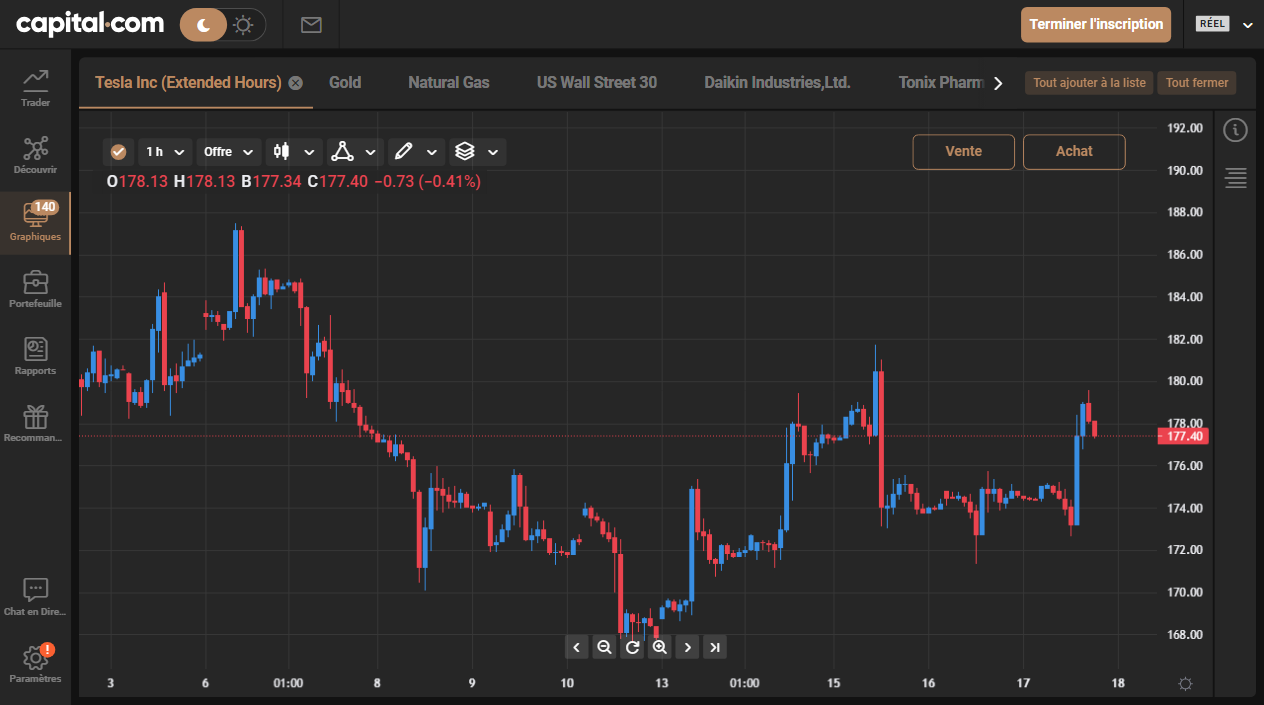 capital.com
Terminer l'inscription
RÉEL
Trader
Découvrir
140
Graphiques
Portefeuille
Rapports
Recomman...
Chat en Dire...
!
Paramètres
Tesla Inc (Extended Hours)
Gold
Natural Gas
US Wall Street 30
Daikin Industries,Ltd.
Tonix Pharm
Tout ajouter à la liste
Tout fermer
1 h
Offre
Vente
Achat
O178.13 H178.13 B177.34 C177.40 −0.73 (−0.41%)
192.00
190.00
188.00
186.00
184.00
182.00
180.00
178.00
177.40
176.00
174.00
172.00
170.00
168.00
3 6 01:00 8 9 10 13 01:00 15 16 17 18